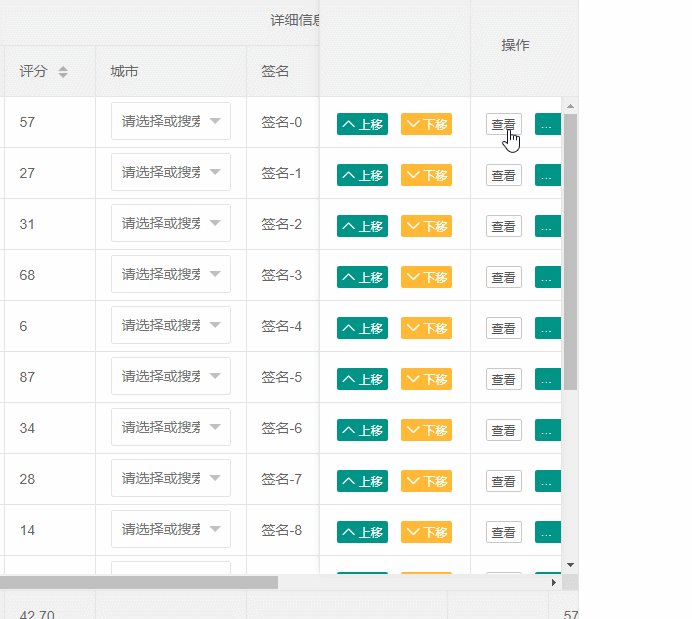 详细信息
操作
评分 城市 签名
57 请选择或搜索 签名-0 上移 下移 查看 ...
27 请选择或搜索 签名-1 上移 下移 查看 ...
31 请选择或搜索 签名-2 上移 下移 查看 ...
68 请选择或搜索 签名-3 上移 下移 查看 ...
6 请选择或搜索 签名-4 上移 下移 查看 ...
87 请选择或搜索 签名-5 上移 下移 查看 ...
34 请选择或搜索 签名-6 上移 下移 查看 ...
28 请选择或搜索 签名-7 上移 下移 查看 ...
14 请选择或搜索 签名-8 上移 下移 查看 ...
42.70 57